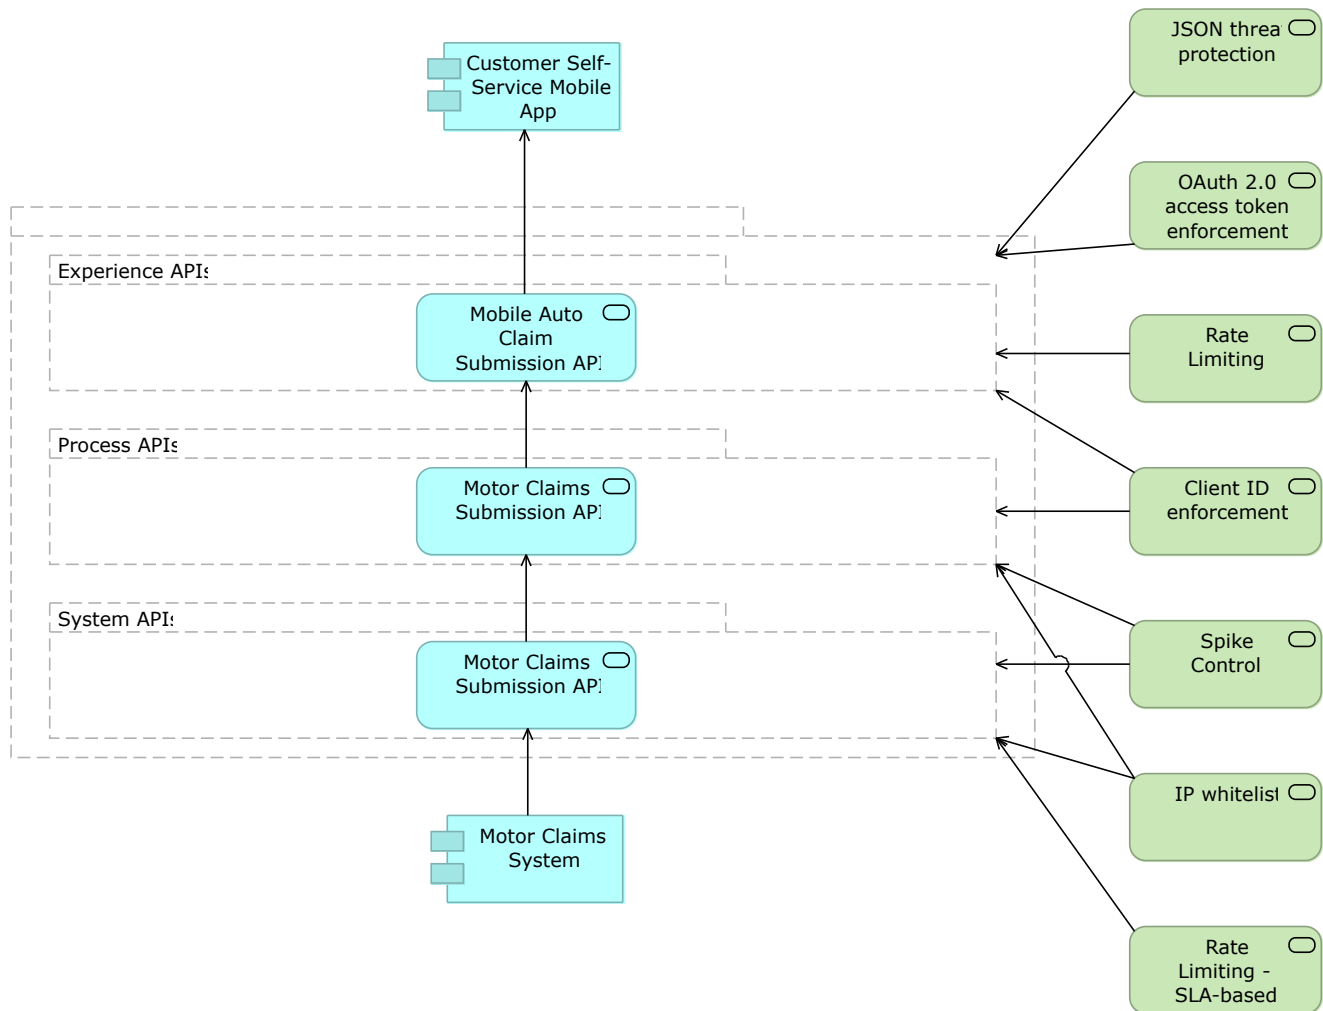 JSON threat
protection
Customer Self-
Service Mobile
App
OAuth 2.0
access token
enforcement
Experience APIs
Mobile Auto
Claim
Submission API
Rate
Limiting
Process APIs
Motor Claims
Submission API
Client ID
enforcement
System APIs
Motor Claims
Submission API
Spike
Control
IP whitelist
Motor Claims
System
Rate
Limiting -
SLA-based